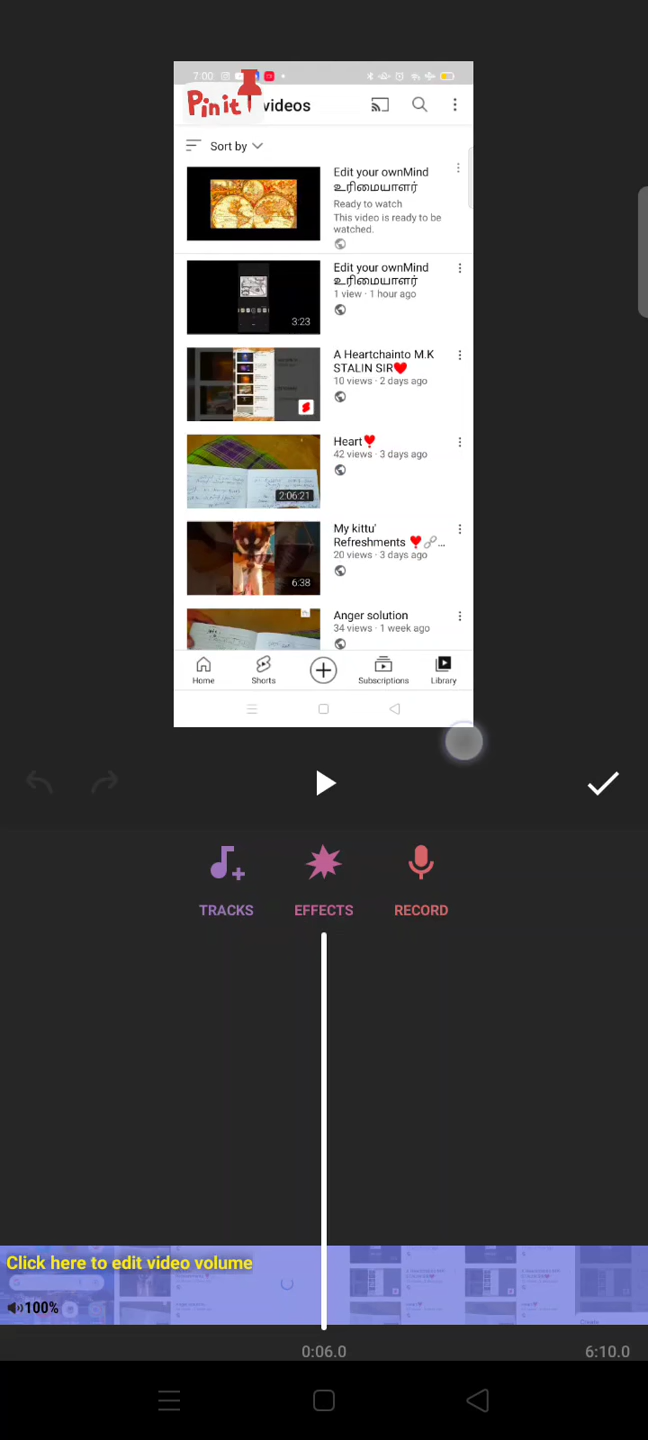 7:00
Pinit videos
Sort by
Edit your ownMind
உரிமையாளர்
Ready to watch
This video is ready to be
watched.
Edit your ownMind
உரிமையாளர்
1 view · 1 hour ago
3:23
A Heartchainto M.K
STALIN SIR❤️
10 views · 2 days ago
Heart❣️
42 views · 3 days ago
2:06:21
My kittu'
Refreshments ❣️🔗...
20 views · 3 days ago
6:38
Anger solution
34 views · 1 week ago
Home Shorts Subscriptions Library
TRACKS EFFECTS RECORD
Click here to edit video volume
100%
0:06.0 6:10.0